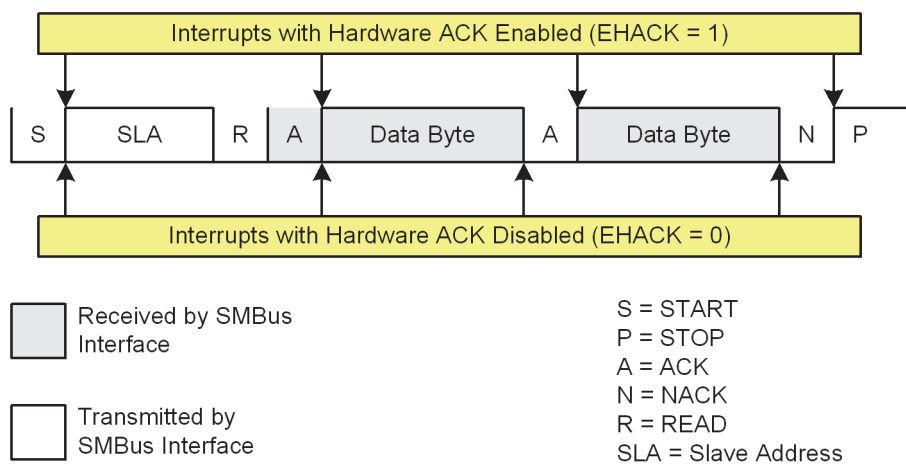 Interrupts with Hardware ACK Enabled (EHACK = 1)
S SLA R A Data Byte A Data Byte N P
Interrupts with Hardware ACK Disabled (EHACK = 0)
Received by SMBus
Interface
Transmitted by
SMBus Interface
S = START
P = STOP
A = ACK
N = NACK
R = READ
SLA = Slave Address